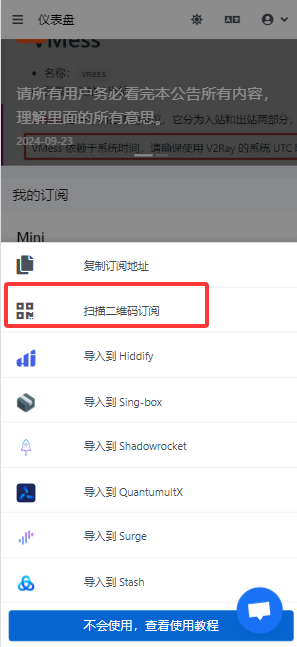 仪表盘
VMess
名称：vmess
请所有用户务必看完本公告所有内容，
理解里面的所有意思。
，它分为入站和出站两部分，
2024-09-23
VMess 依赖于系统时间，请确保使用 V2Ray 的系统 UTC
我的订阅
Mini
复制订阅地址
扫描二维码订阅
导入到 Hiddify
导入到 Sing-box
导入到 Shadowrocket
导入到 QuantumultX
导入到 Surge
导入到 Stash
不会使用，查看使用教程